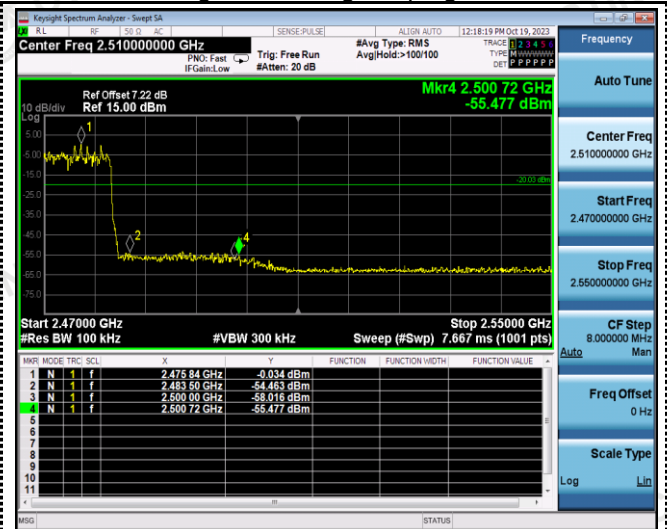 Keysight Spectrum Analyzer - Swept SA
RL RF 50 Ω AC SENSE:PULSE ALIGN AUTO 12:18:19 PM Oct 19, 2023
Center Freq 2.510000000 GHz
PNO: Fast
IFGain:Low
Trig: Free Run
#Atten: 20 dB
#Avg Type: RMS
Avg|Hold:>100/100
TRACE 1 2 3 4 5 6
TYPE M WWWWW
DET P P P P P P
Frequency
Auto Tune
Center Freq
2.510000000 GHz
Start Freq
2.470000000 GHz
Stop Freq
2.550000000 GHz
CF Step
8.000000 MHz
Auto Man
Freq Offset
0 Hz
Scale Type
Log Lin
Mkr4 2.500 72 GHz
-55.477 dBm
Ref Offset 7.22 dB
10 dB/div Ref 15.00 dBm
Log
5.00
-5.00
-15.0
-25.0
-35.0
-45.0
-55.0
-65.0
-75.0
1
2
4
-20.03 dBm
Start 2.47000 GHz Stop 2.55000 GHz
#Res BW 100 kHz #VBW 300 kHz Sweep (#Swp) 7.667 ms (1001 pts)
MKR MODE TRC SCL X Y FUNCTION FUNCTION WIDTH FUNCTION VALUE
1 N 1 f 2.475 84 GHz -0.034 dBm
2 N 1 f 2.483 50 GHz -54.463 dBm
3 N 1 f 2.500 00 GHz -58.016 dBm
4 N 1 f 2.500 72 GHz -55.477 dBm
5
6
7
8
9
10
11
MSG STATUS